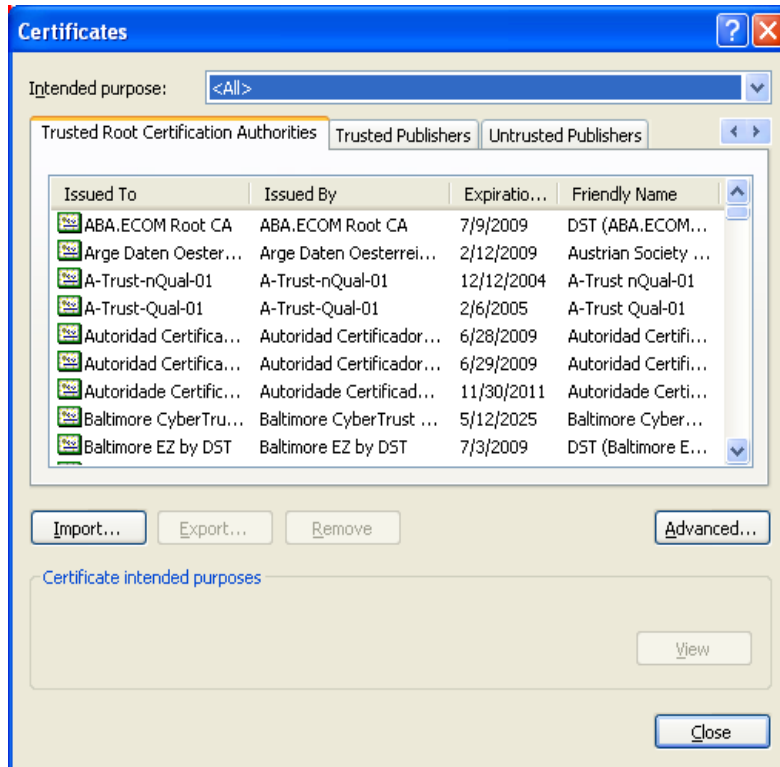 Certificates
Intended purpose: <All>
Trusted Root Certification Authorities Trusted Publishers Untrusted Publishers
Issued To Issued By Expiratio... Friendly Name
ABA.ECOM Root CA ABA.ECOM Root CA 7/9/2009 DST (ABA.ECOM...
Arge Daten Oester... Arge Daten Oesterrei... 2/12/2009 Austrian Society ...
A-Trust-nQual-01 A-Trust-nQual-01 12/12/2004 A-Trust nQual-01
A-Trust-Qual-01 A-Trust-Qual-01 2/6/2005 A-Trust Qual-01
Autoridad Certifica... Autoridad Certificador... 6/28/2009 Autoridad Certifi...
Autoridad Certifica... Autoridad Certificador... 6/29/2009 Autoridad Certifi...
Autoridade Certific... Autoridade Certificad... 11/30/2011 Autoridade Certi...
Baltimore CyberTru... Baltimore CyberTrust ... 5/12/2025 Baltimore Cyber...
Baltimore EZ by DST Baltimore EZ by DST 7/3/2009 DST (Baltimore E...
Import... Export... Remove Advanced...
Certificate intended purposes
View
Close